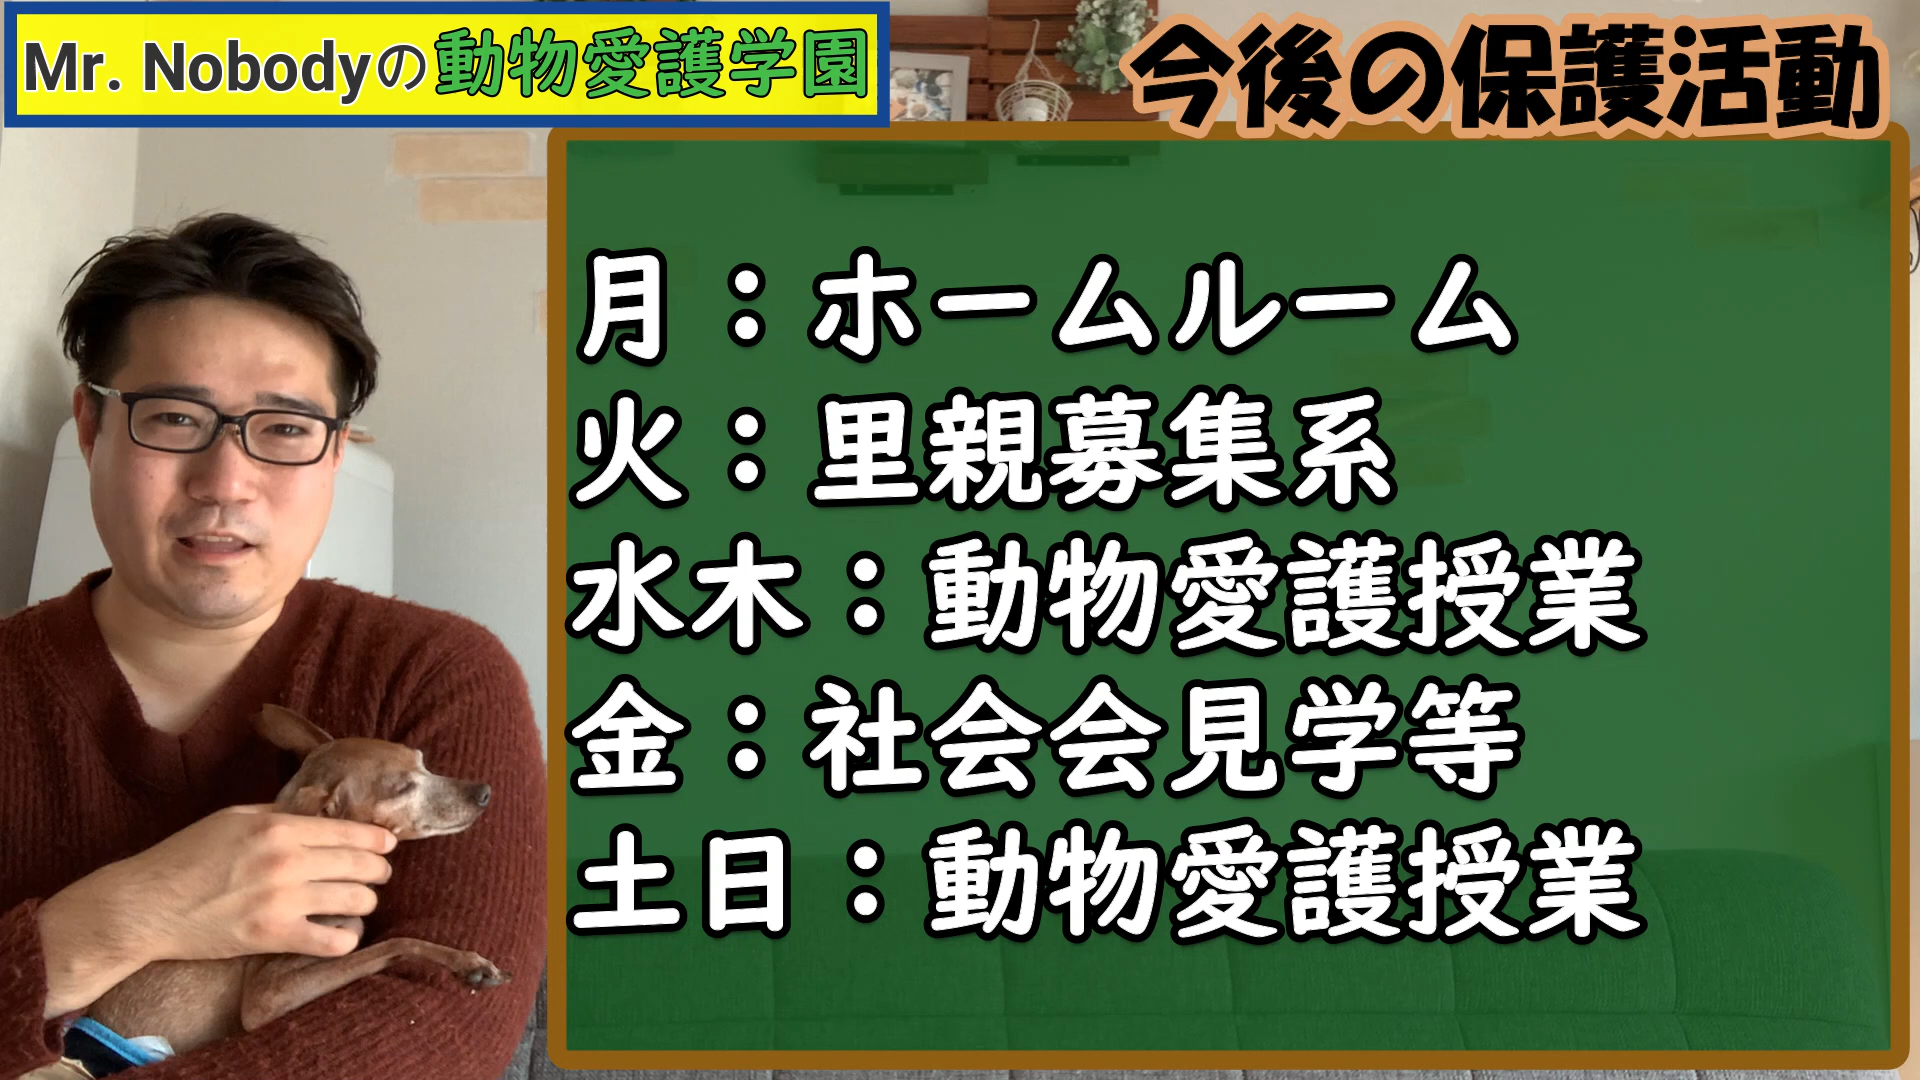 Mr. Nobodyの動物愛護学園
今後の保護活動
月：ホームルーム
火：里親募集系
水木：動物愛護授業
金：社会会見学等
土日：動物愛護授業